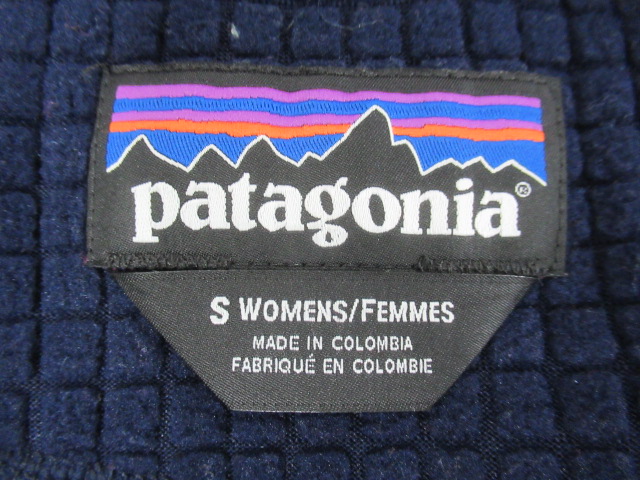 patagonia®
S WOMENS/FEMMES
MADE IN COLOMBIA
FABRIQUÉ EN COLOMBIE